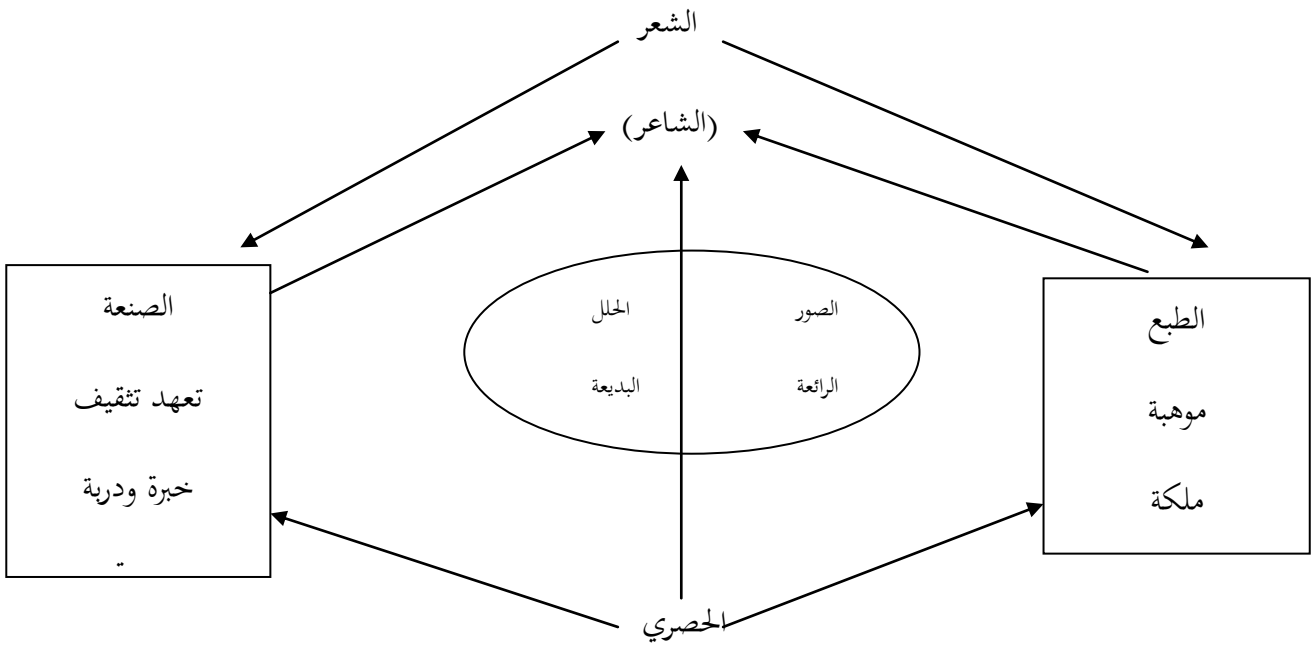 الشعر
(الشاعر)
الطبع
موهبة
ملكة
الصور
الرائعة
الحلل
البديعة
الصنعة
تعهد تثقيف
خبرة ودربة
الحصري